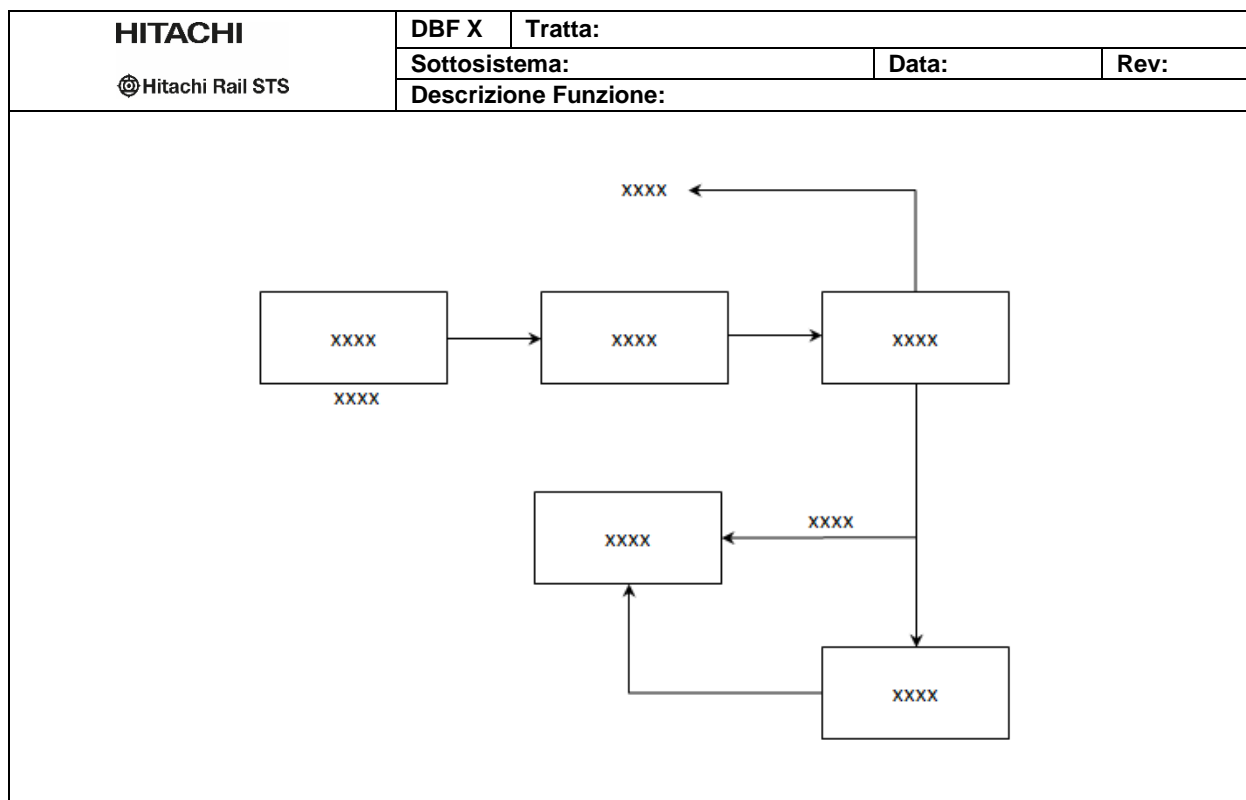 HITACHI
Hitachi Rail STS
DBF X Tratta:
Sottosistema: Data: Rev:
Descrizione Funzione:
xxxx
xxxx xxxx xxxx
xxxx
xxxx
xxxx
xxxx